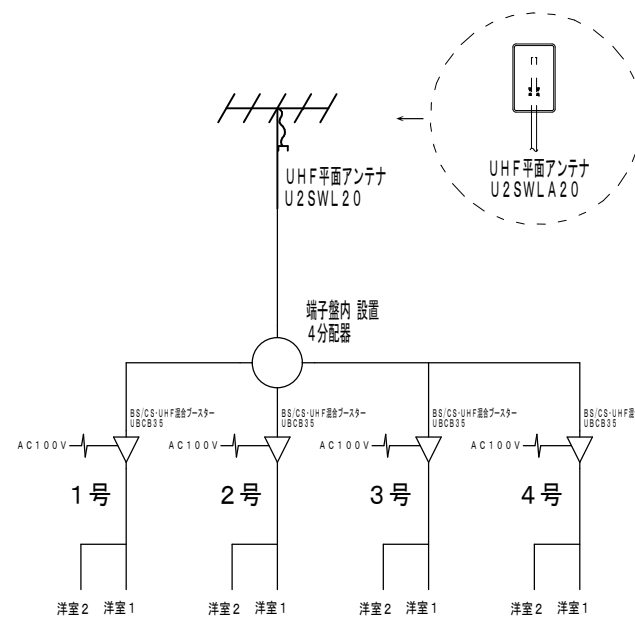 UHF平面アンテナ
U2SWLA20
UHF平面アンテナ
U2SWL20
端子盤内 設置
4分配器
BS/CS・UHF混合ブースター
UBCB35
BS/CS・UHF混合ブースター
UBCB35
BS/CS・UHF混合ブースター
UBCB35
BS/CS・UHF混
UBCB35
AC100V
AC100V
AC100V
AC100V
1号
2号
3号
4号
洋室2 洋室1
洋室2 洋室1
洋室2 洋室1
洋室2 洋室1